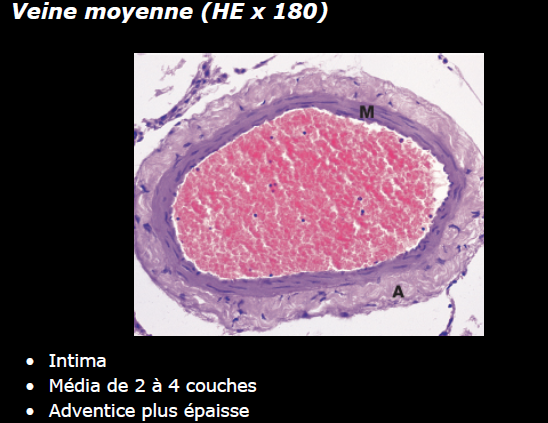 Veine moyenne (HE x 180)
M
A
• Intima
• Média de 2 à 4 couches
• Adventice plus épaisse